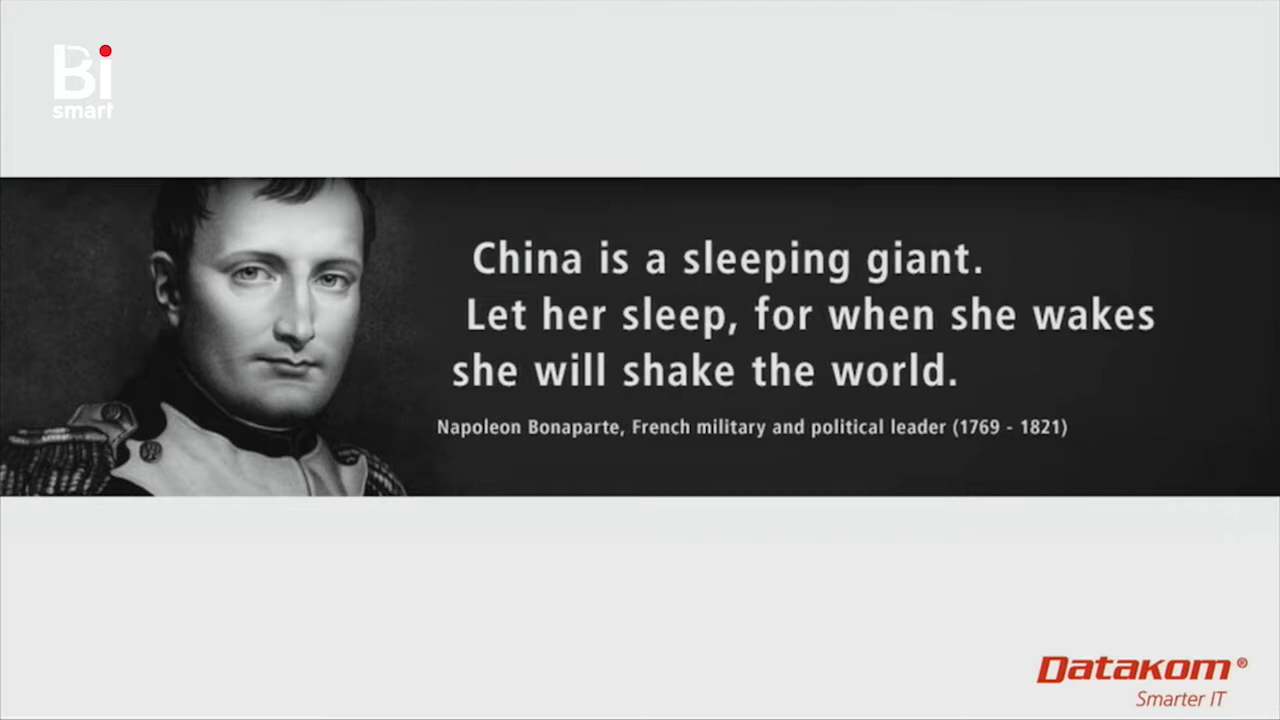 Bi
smart
China is a sleeping giant.
Let her sleep, for when she wakes
she will shake the world.
Napoleon Bonaparte, French military and political leader (1769 - 1821)
Datakom®
Smarter IT